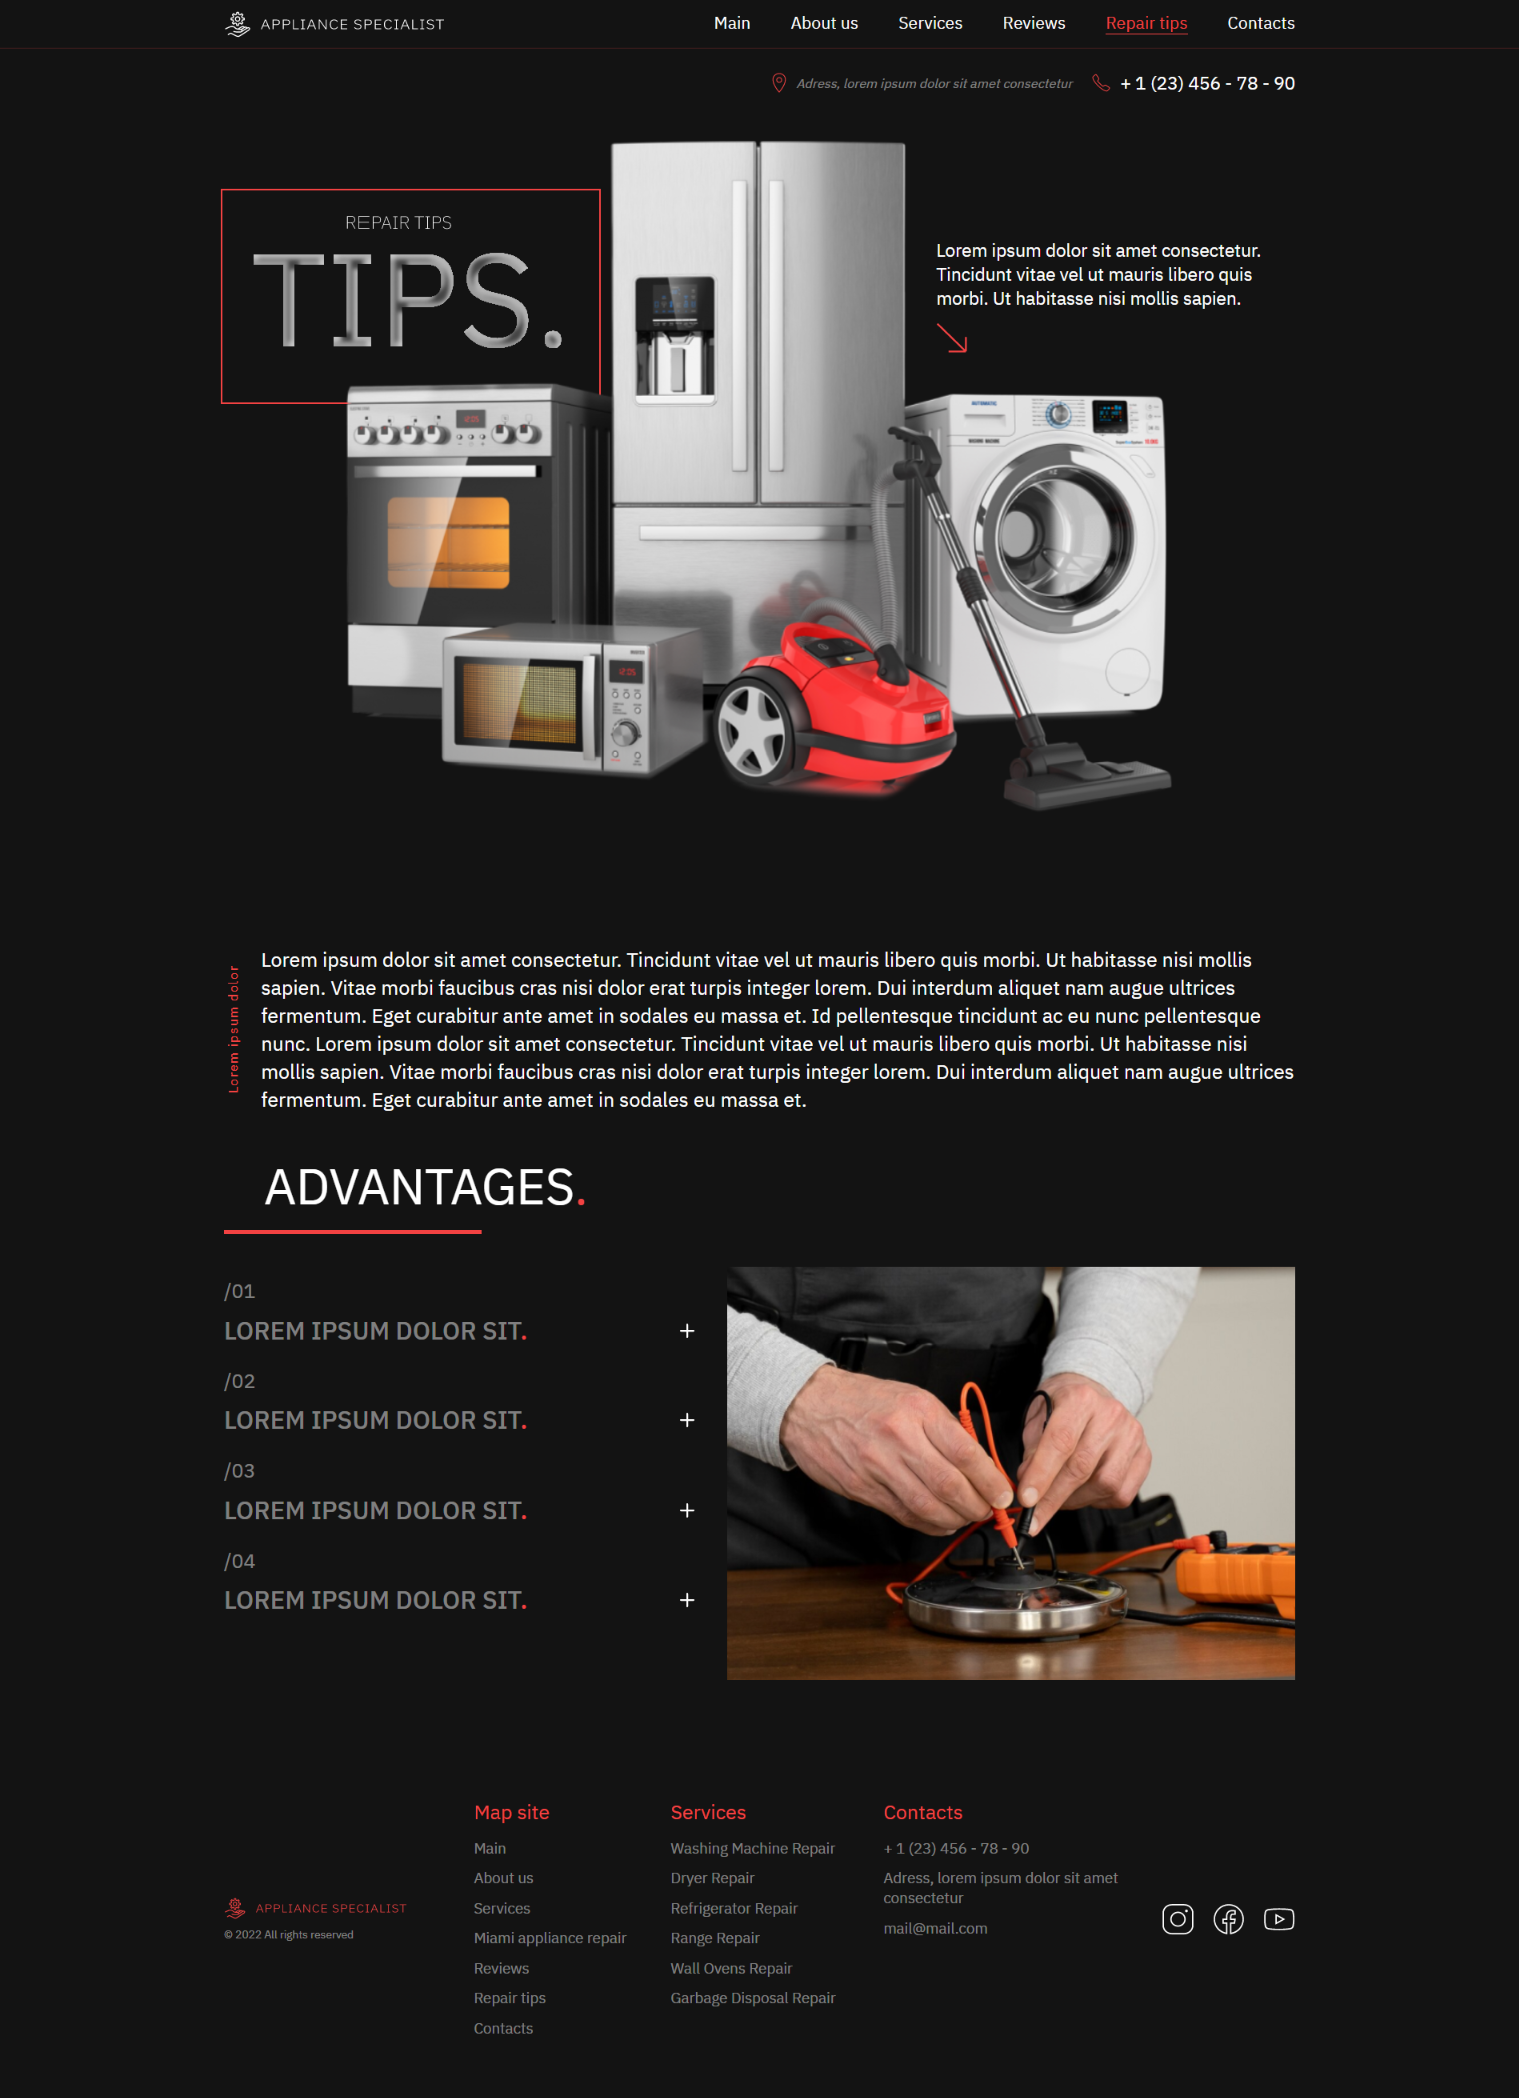 APPLIANCE SPECIALIST
Main About us Services Reviews Repair tips Contacts
Adress, lorem ipsum dolor sit amet consectetur + 1 (23) 456 - 78 - 90
REPAIR TIPS
TIPS.
Lorem ipsum dolor sit amet consectetur.
Tincidunt vitae vel ut mauris libero quis
morbi. Ut habitasse nisi mollis sapien.
AUTOMATIC
WASHING MACHINE
12:05
12:05
Lorem ipsum dolor
Lorem ipsum dolor sit amet consectetur. Tincidunt vitae vel ut mauris libero quis morbi. Ut habitasse nisi mollis
sapien. Vitae morbi faucibus cras nisi dolor erat turpis integer lorem. Dui interdum aliquet nam augue ultrices
fermentum. Eget curabitur ante amet in sodales eu massa et. Id pellentesque tincidunt ac eu nunc pellentesque
nunc. Lorem ipsum dolor sit amet consectetur. Tincidunt vitae vel ut mauris libero quis morbi. Ut habitasse nisi
mollis sapien. Vitae morbi faucibus cras nisi dolor erat turpis integer lorem. Dui interdum aliquet nam augue ultrices
fermentum. Eget curabitur ante amet in sodales eu massa et.
ADVANTAGES.
/01
LOREM IPSUM DOLOR SIT. +
/02
LOREM IPSUM DOLOR SIT. +
/03
LOREM IPSUM DOLOR SIT. +
/04
LOREM IPSUM DOLOR SIT. +
APPLIANCE SPECIALIST
© 2022 All rights reserved
Map site
Main
About us
Services
Miami appliance repair
Reviews
Repair tips
Contacts
Services
Washing Machine Repair
Dryer Repair
Refrigerator Repair
Range Repair
Wall Ovens Repair
Garbage Disposal Repair
Contacts
+ 1 (23) 456 - 78 - 90
Adress, lorem ipsum dolor sit amet
consectetur
mail@mail.com